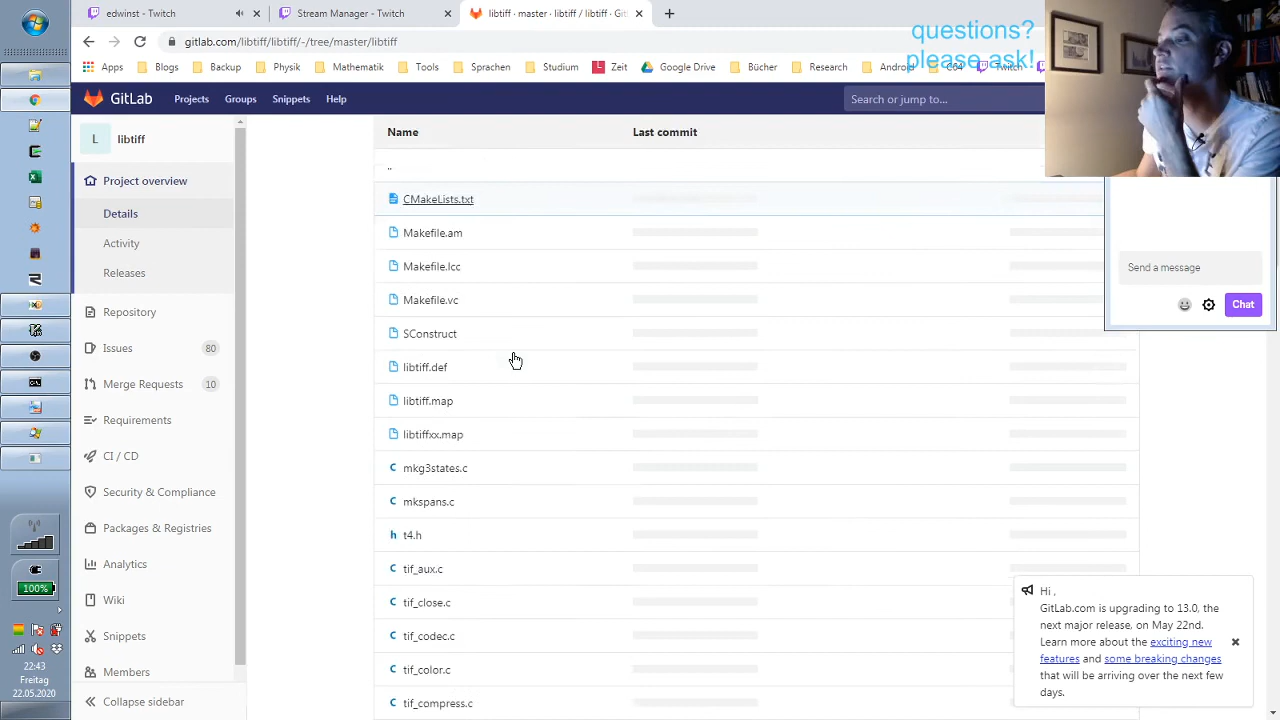 edwinst - Twitch
Stream Manager - Twitch
libtiff · master · libtiff / libtiff · Git
gitlab.com/libtiff/libtiff/-/tree/master/libtiff
questions?
please ask!
Apps
Blogs
Backup
Physik
Mathematik
Tools
Sprachen
Studium
Zeit
Google Drive
Bücher
Research
Android
C64
Twitch
GitLab
Projects
Groups
Snippets
Help
Search or jump to...
L
libtiff
Project overview
Details
Activity
Releases
Repository
Issues
80
Merge Requests
10
Requirements
CI / CD
Security & Compliance
Packages & Registries
Analytics
Wiki
Snippets
Members
Collapse sidebar
Name
Last commit
..
CMakeLists.txt
Makefile.am
Makefile.lcc
Makefile.vc
SConstruct
libtiff.def
libtiff.map
libtiffxx.map
mkg3states.c
mkspans.c
t4.h
tif_aux.c
tif_close.c
tif_codec.c
tif_color.c
tif_compress.c
Send a message
Chat
Hi ,
GitLab.com is upgrading to 13.0, the
next major release, on May 22nd.
Learn more about the exciting new
features and some breaking changes
that will be arriving over the next few
days.
100%
22:43
Freitag
22.05.2020